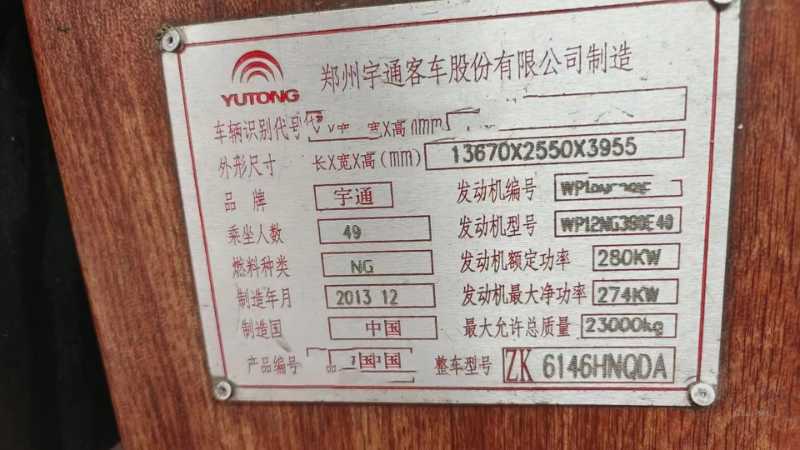 YUTONG 郑州宇通客车股份有限公司制造
车辆识别代号
外形尺寸 长X宽X高(mm) 13670X2550X3955
品牌 宇通 发动机编号
乘坐人数 49 发动机型号 WP12NG380E40
燃料种类 NG 发动机额定功率 280KW
制造年月 2013 12 发动机最大净功率 274KW
制造国 中国 最大允许总质量 23000kg
产品编号 国中国 整车型号 ZK 6146HNQDA